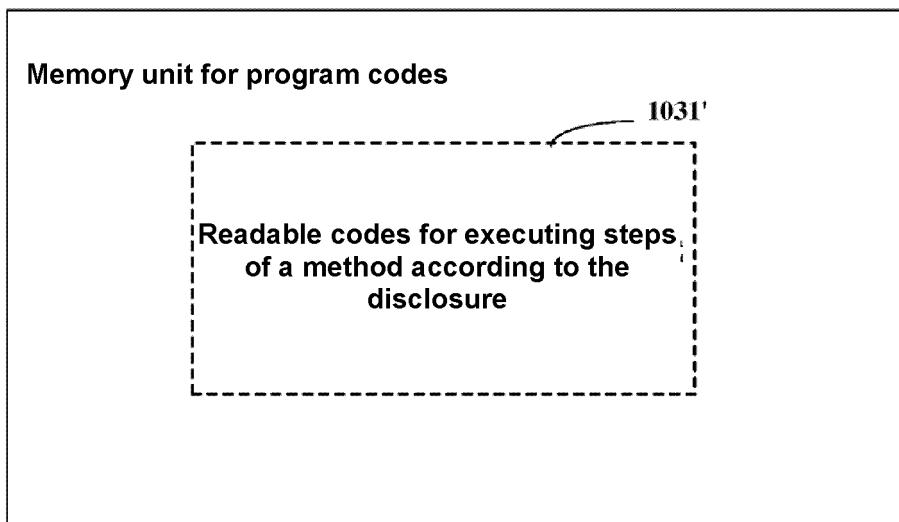 Memory unit for program codes
1031'
Readable codes for executing steps
of a method according to the
disclosure